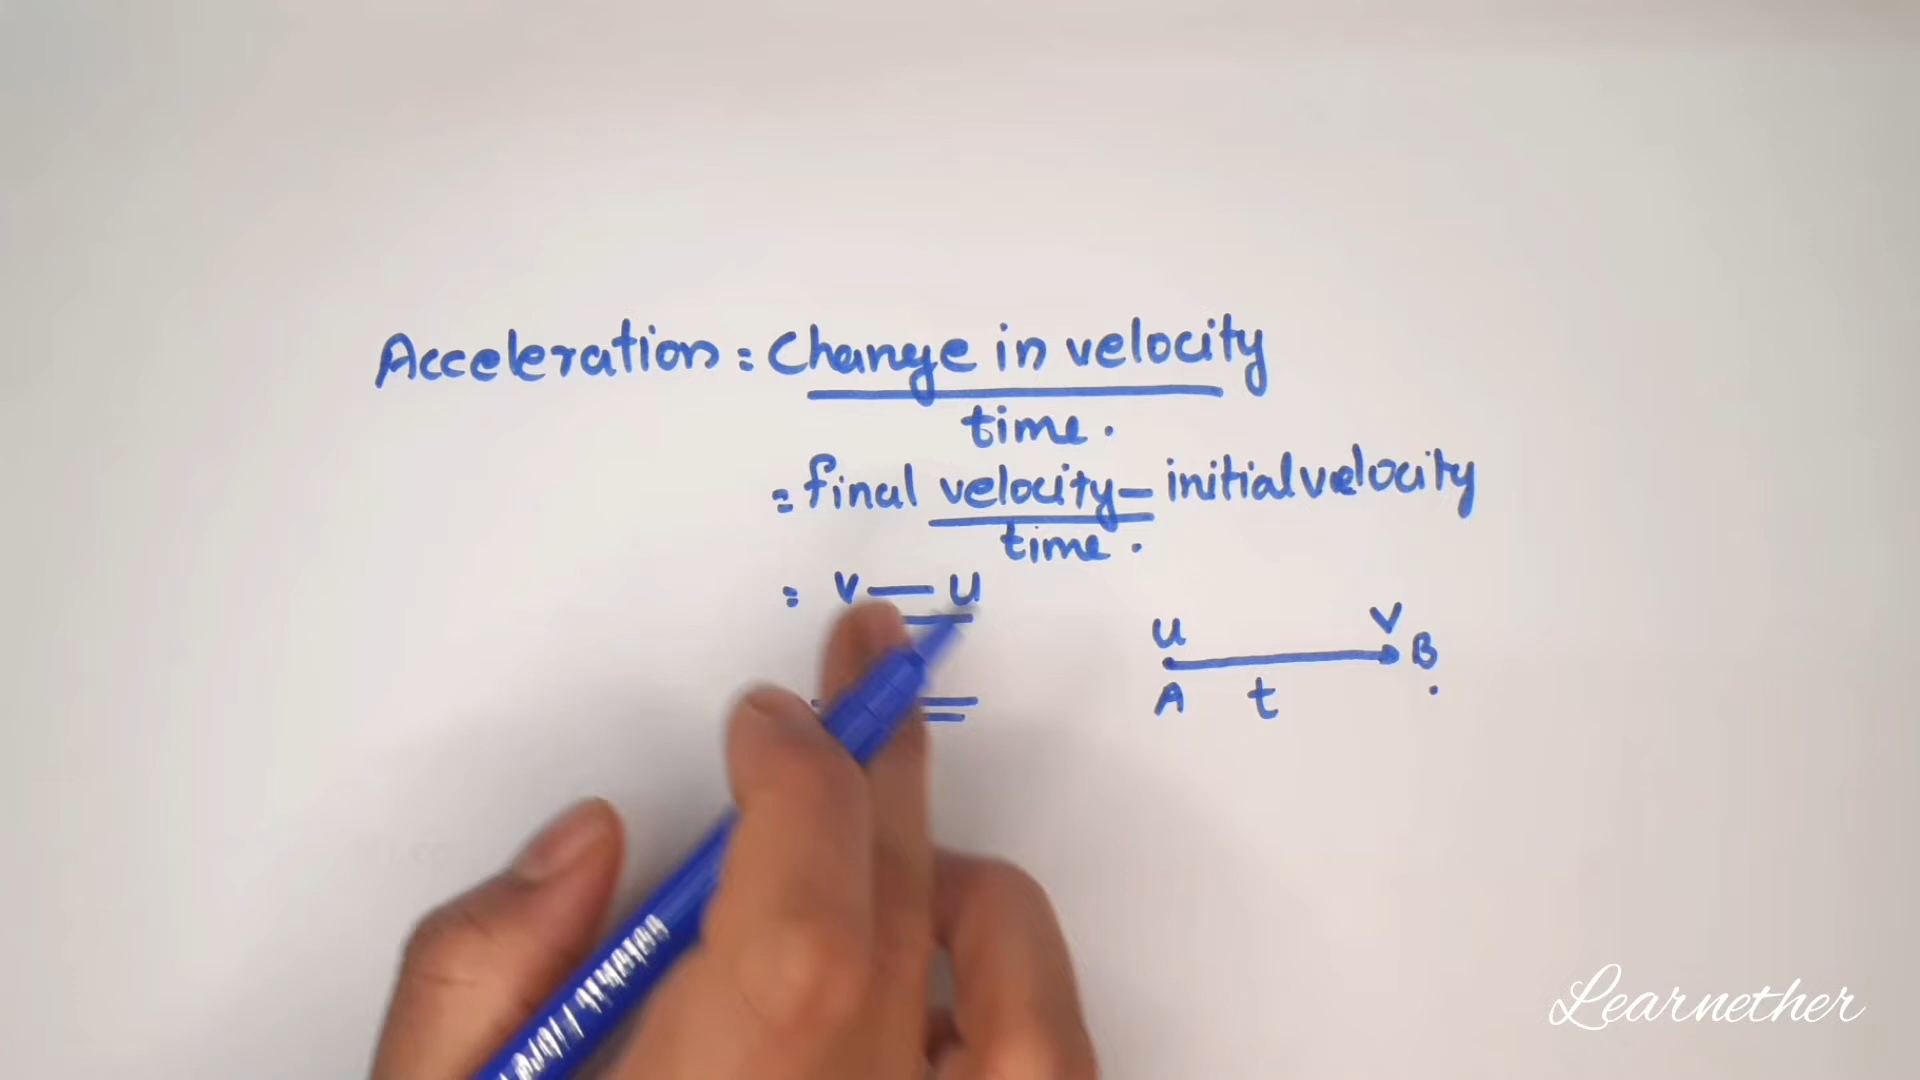 Acceleration = Change in velocity
time.
= final velocity - initial velocity
time.
= v - u
u v
B
A t
Learnether